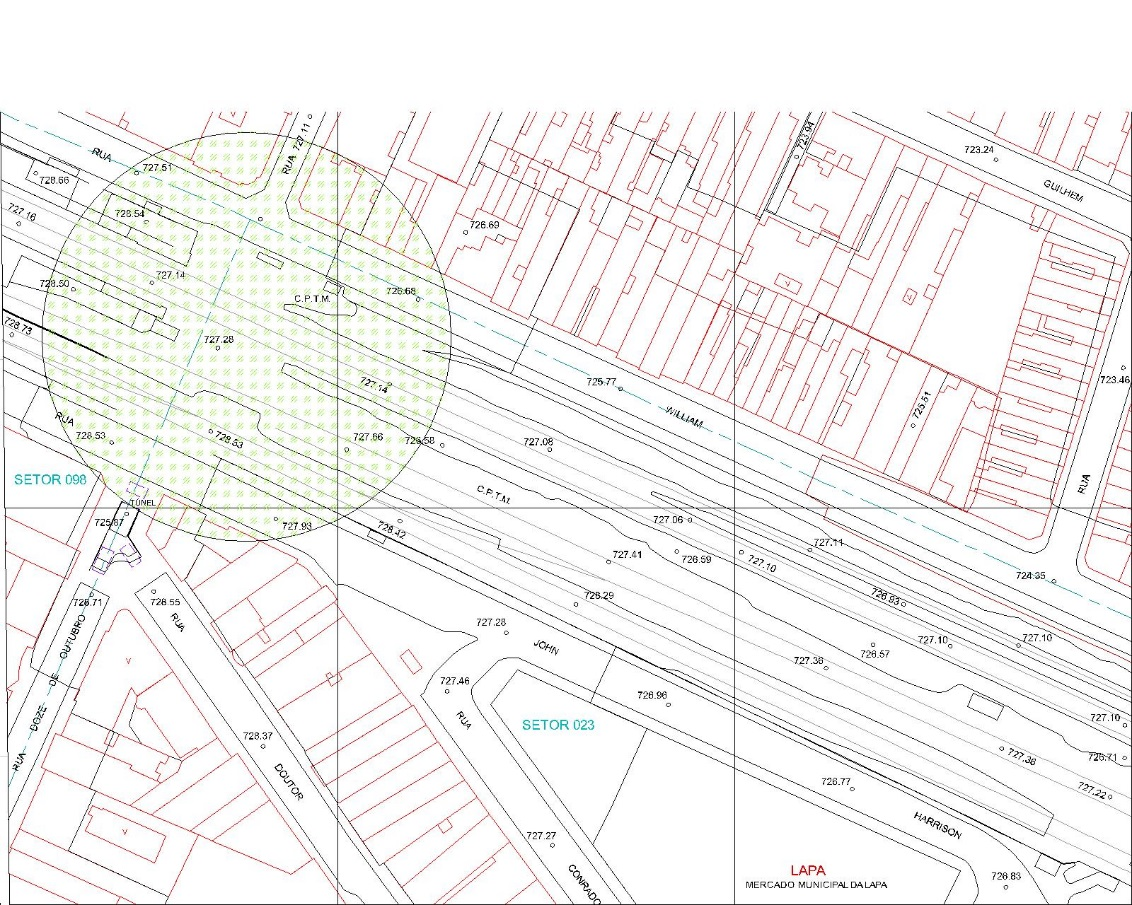 727.11
RUA
723.94
723.24
RUA
727.51
728.66
GUILHEM
727.16
728.54
726.69
727.14
728.50
726.68
C.P.T.M.
728.73
727.28
723.46
727.14
725.77
725.51
WILLIAM
RUA
728.53
728.53
727.66
726.58
727.08
SETOR 098
RUA
C.P.T.M.
TÚNEL
725.87
727.93
728.42
727.06
727.11
727.41
726.59
727.10
724.35
726.71
728.55
726.29
726.93
RUA
727.28
JOHN
727.10
727.10
726.57
727.36
RUA DOZE DE OUTUBRO
727.46
726.96
RUA
SETOR 023
727.10
728.37
727.38
726.71
DOUTOR
726.77
727.22
HARRISON
727.27
LAPA
CONRADO
MERCADO MUNICIPAL DA LAPA
726.83